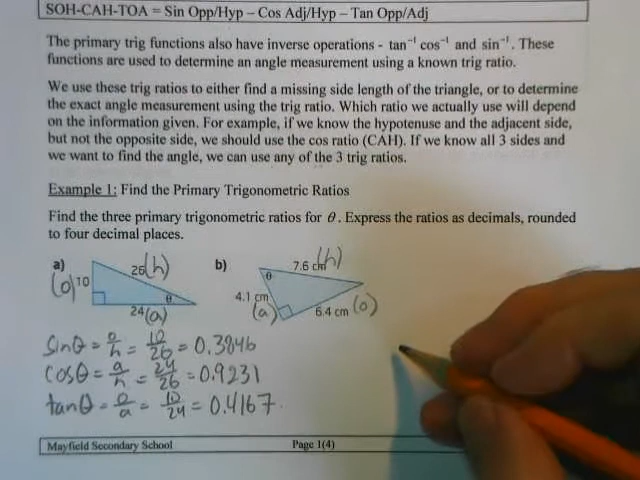 SOH-CAH-TOA = Sin Opp/Hyp – Cos Adj/Hyp – Tan Opp/Adj
The primary trig functions also have inverse operations - tan⁻¹ cos⁻¹ and sin⁻¹. These
functions are used to determine an angle measurement using a known trig ratio.
We use these trig ratios to either find a missing side length of the triangle, or to determine
the exact angle measurement using the trig ratio. Which ratio we actually use will depend
on the information given. For example, if we know the hypotenuse and the adjacent side,
but not the opposite side, we should use the cos ratio (CAH). If we know all 3 sides and
we want to find the angle, we can use any of the 3 trig ratios.
Example 1: Find the Primary Trigonometric Ratios
Find the three primary trigonometric ratios for θ. Express the ratios as decimals, rounded
to four decimal places.
a) 26 (h) b) 7.6 cm (h)
(o) 10 θ θ
4.1 cm
24 (a) (a) 6.4 cm (o)
sinθ = o/h = 10/26 = 0.3846
cosθ = a/h = 24/26 = 0.9231
tanθ = o/a = 10/24 = 0.4167
Mayfield Secondary School Page 1(4)